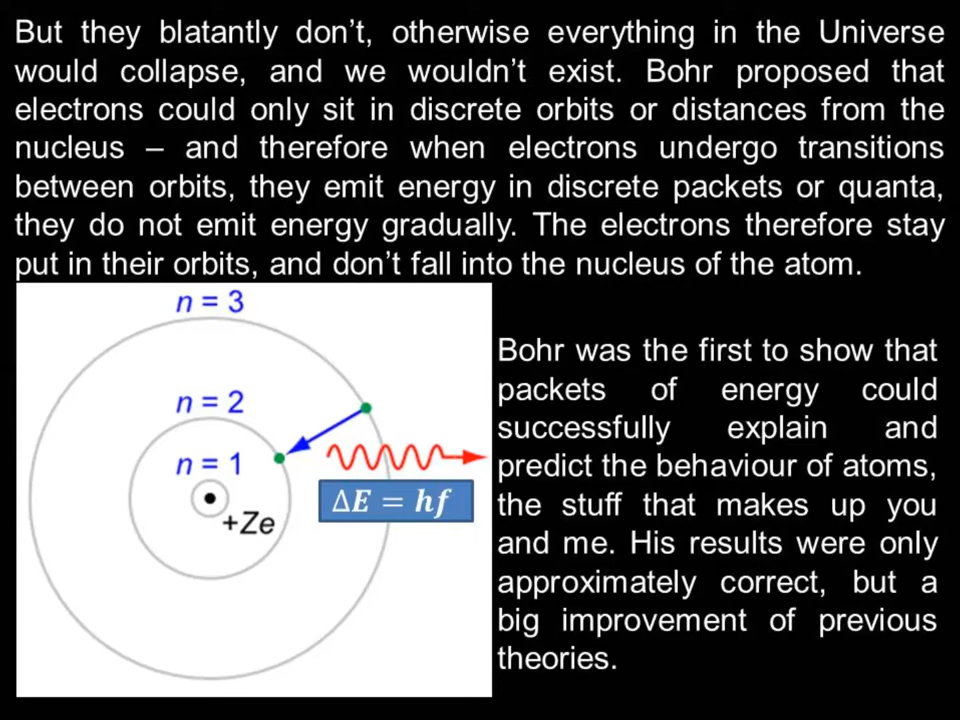 But they blatantly don’t, otherwise everything in the Universe
would collapse, and we wouldn’t exist. Bohr proposed that
electrons could only sit in discrete orbits or distances from the
nucleus – and therefore when electrons undergo transitions
between orbits, they emit energy in discrete packets or quanta,
they do not emit energy gradually. The electrons therefore stay
put in their orbits, and don’t fall into the nucleus of the atom.
n = 3
n = 2
n = 1
+Ze
ΔE = hf
Bohr was the first to show that
packets of energy could
successfully explain and
predict the behaviour of atoms,
the stuff that makes up you
and me. His results were only
approximately correct, but a
big improvement of previous
theories.